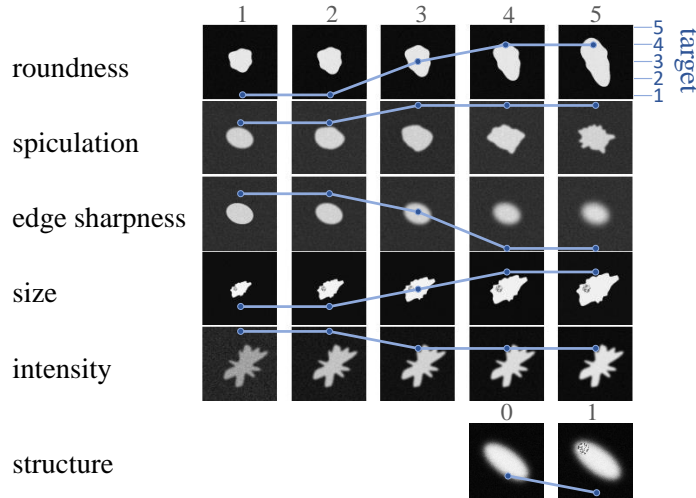 1 2 3 4 5
roundness
5
4
3
2
1
target
spiculation
edge sharpness
size
intensity
0 1
structure